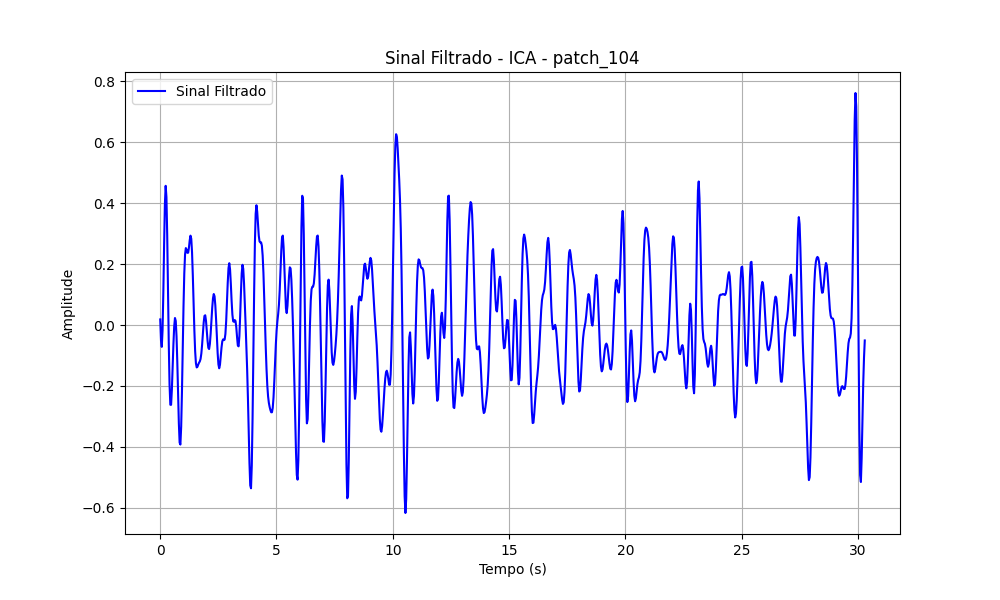 Sinal Filtrado - ICA - patch_104
Sinal Filtrado
Amplitude
0.8
0.6
0.4
0.2
0.0
−0.2
−0.4
−0.6
0 5 10 15 20 25 30
Tempo (s)